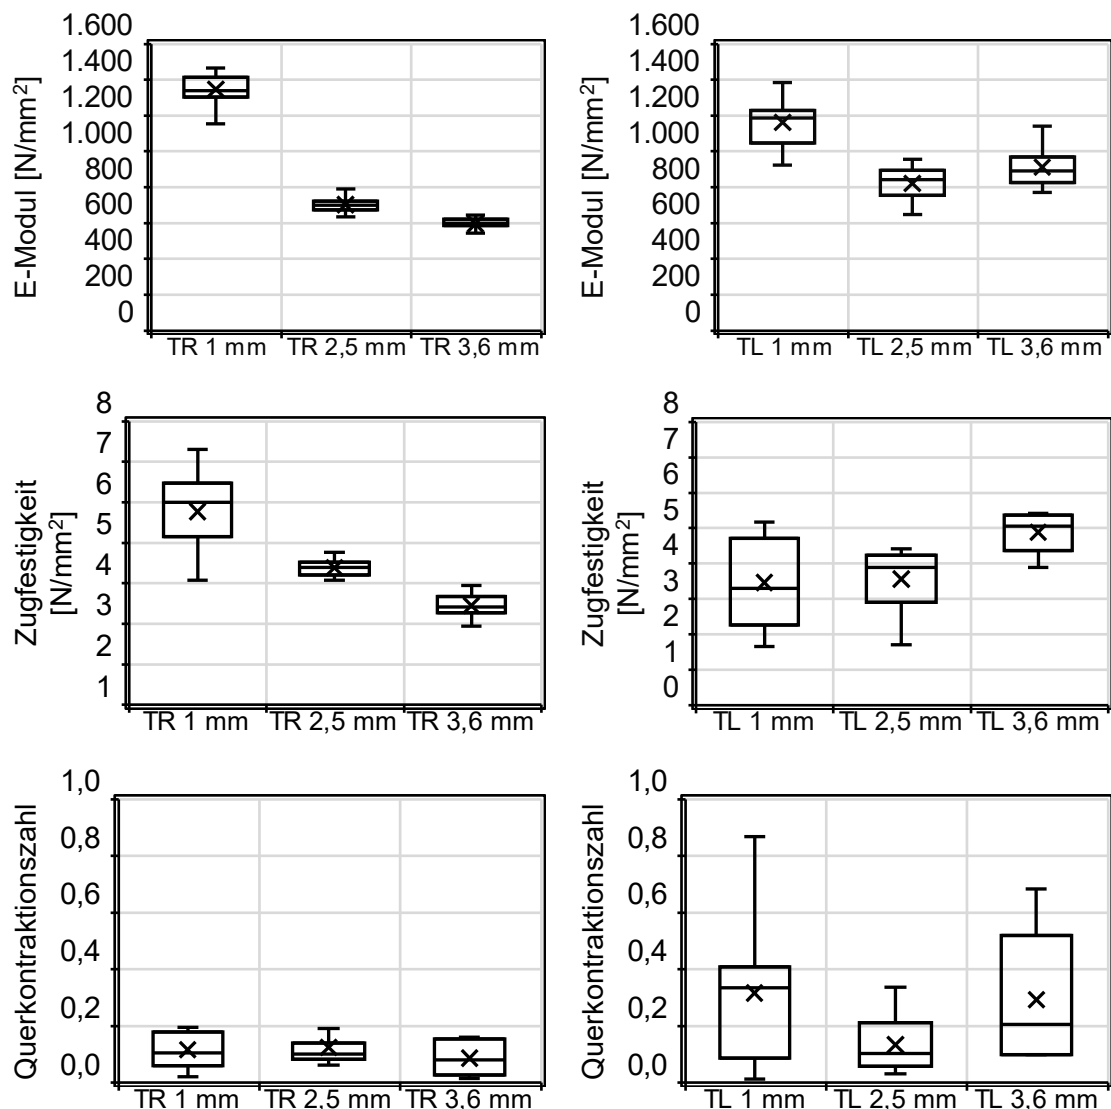 1.600
1.400
1.200
1.000
800
600
400
200
0
E-Modul [N/mm²]
TR 1 mm
TR 2,5 mm
TR 3,6 mm
1.600
1.400
1.200
1.000
800
600
400
200
0
E-Modul [N/mm²]
TL 1 mm
TL 2,5 mm
TL 3,6 mm
8
7
6
5
4
3
2
1
Zugfestigkeit
[N/mm²]
TR 1 mm
TR 2,5 mm
TR 3,6 mm
8
7
6
5
4
3
2
1
0
Zugfestigkeit
[N/mm²]
TL 1 mm
TL 2,5 mm
TL 3,6 mm
1,0
0,8
0,6
0,4
0,2
0,0
Querkontraktionszahl
TR 1 mm
TR 2,5 mm
TR 3,6 mm
1,0
0,8
0,6
0,4
0,2
0,0
Querkontraktionszahl
TL 1 mm
TL 2,5 mm
TL 3,6 mm